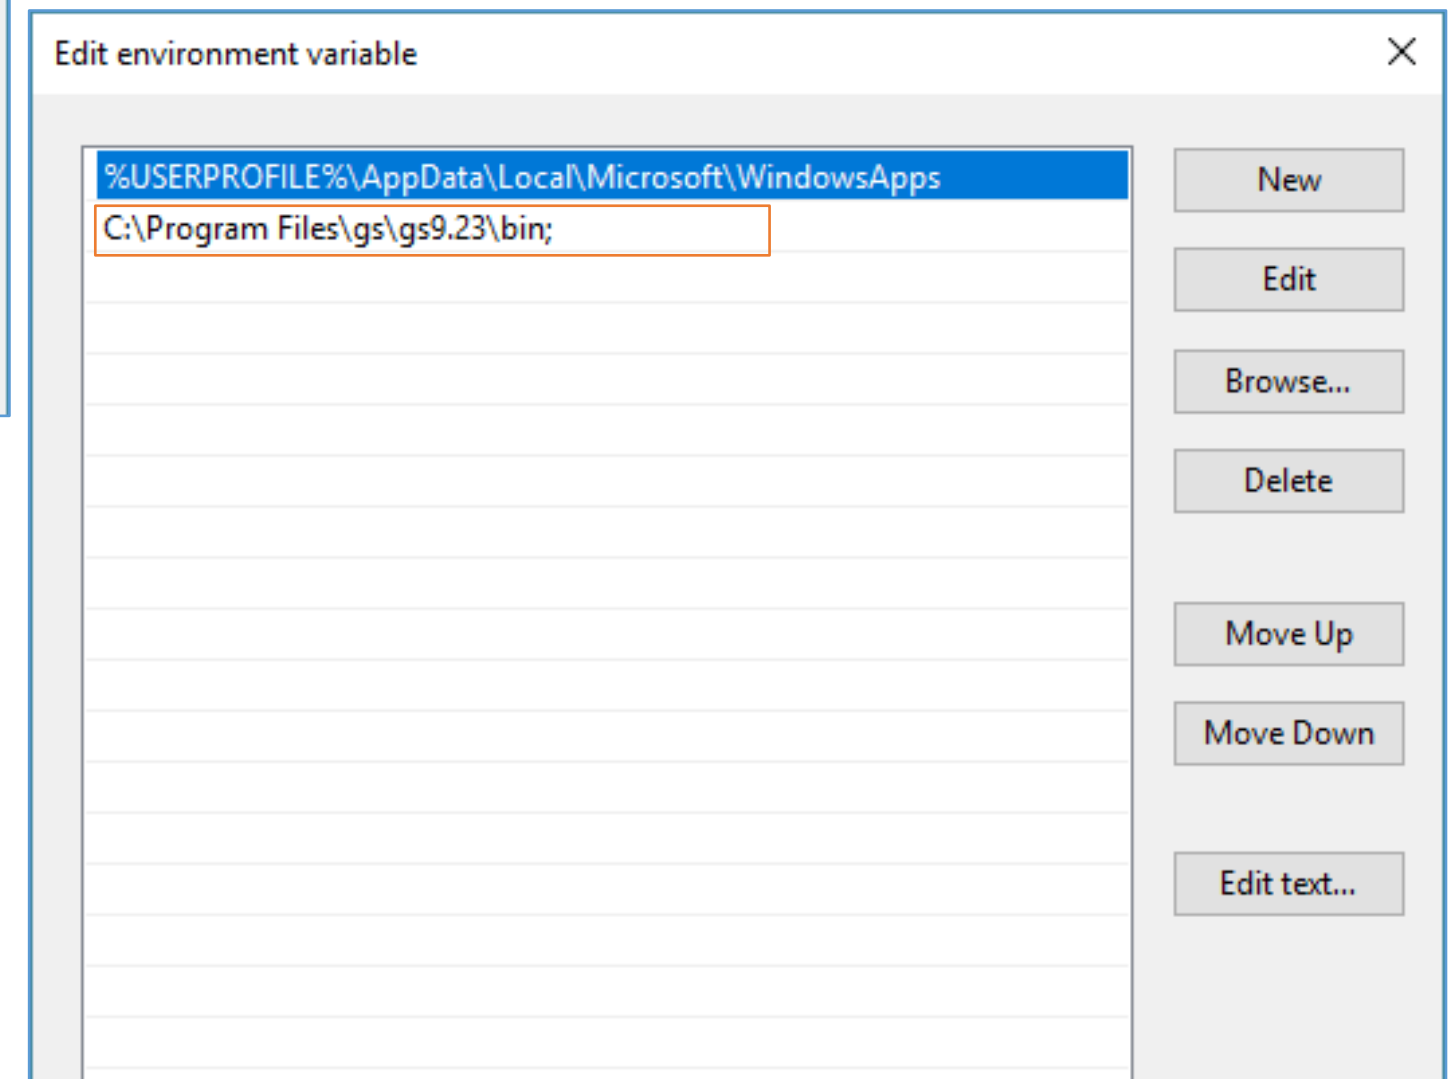 Edit environment variable
%USERPROFILE%\AppData\Local\Microsoft\WindowsApps
C:\Program Files\gs\gs9.23\bin;
New
Edit
Browse...
Delete
Move Up
Move Down
Edit text...